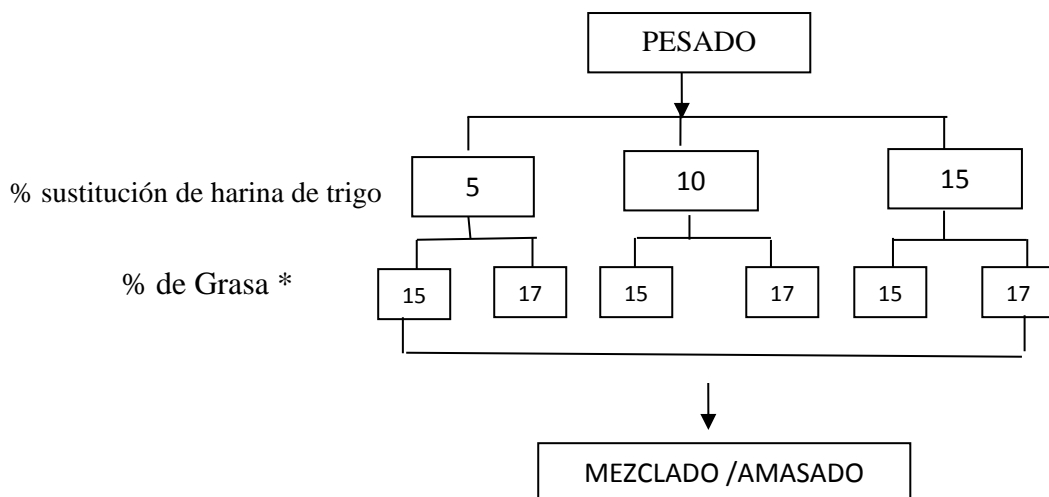 PESADO
% sustitución de harina de trigo
5
10
15
% de Grasa *
15
17
15
17
15
17
MEZCLADO /AMASADO